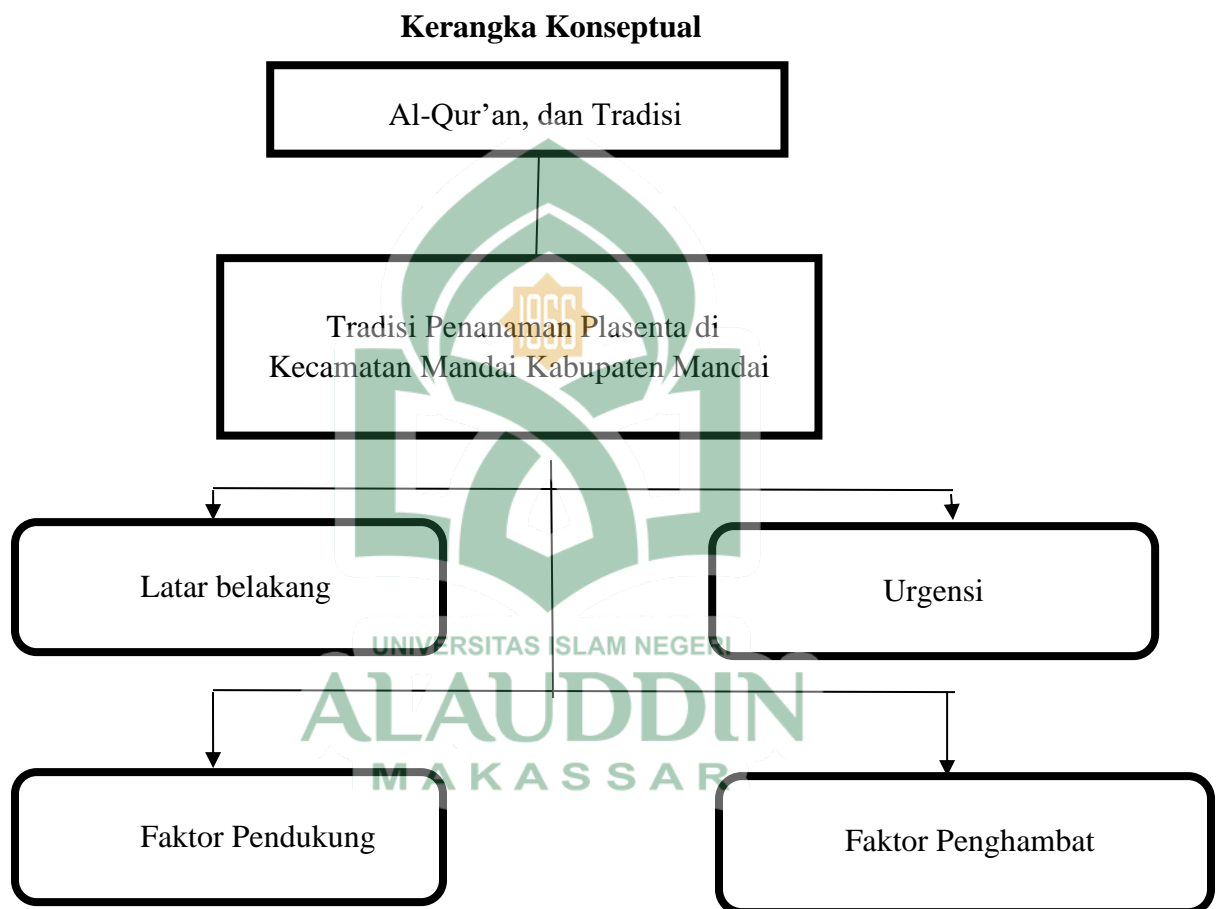 Kerangka Konseptual
Al-Qur’an, dan Tradisi
1966
Tradisi Penanaman Plasenta di
Kecamatan Mandai Kabupaten Mandai
Latar belakang
Urgensi
UNIVERSITAS ISLAM NEGERI
ALAUDDIN
MAKASSAR
Faktor Pendukung
Faktor Penghambat